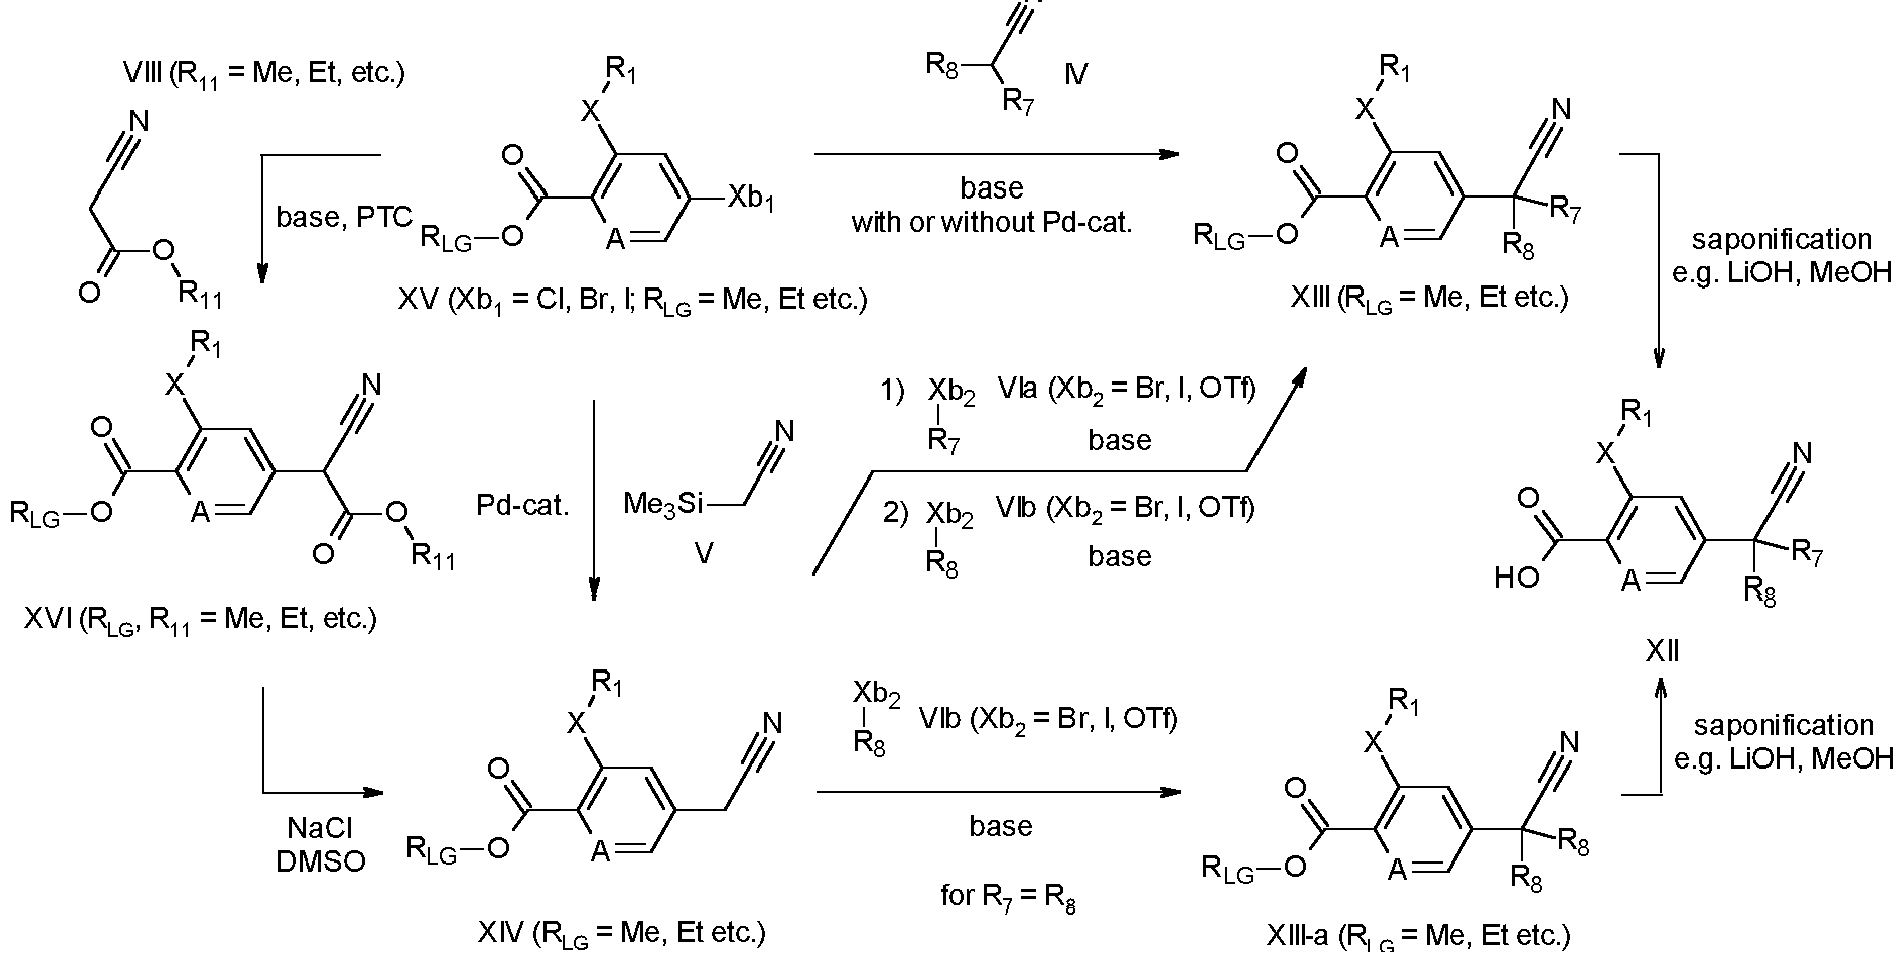 VIII (R11 = Me, Et, etc.)
N
O
O
R11
base, PTC
R1
X
O
RLG
O
A
Xb1
XV (Xb1 = Cl, Br, I; RLG = Me, Et etc.)
R8
R7
IV
base
with or without Pd-cat.
R1
X
N
O
RLG
O
A
R7
R8
XIII (RLG = Me, Et etc.)
saponification
e.g. LiOH, MeOH
R1
X
N
O
RLG
O
A
O
O
R11
XVI (RLG, R11 = Me, Et, etc.)
Pd-cat.
Me3Si
N
V
1) Xb2 VIa (Xb2 = Br, I, OTf)
R7
base
2) Xb2 VIb (Xb2 = Br, I, OTf)
R8
base
R1
X
N
O
HO
A
R7
R8
XII
NaCl
DMSO
R1
X
N
O
RLG
O
A
XIV (RLG = Me, Et etc.)
Xb2 VIb (Xb2 = Br, I, OTf)
R8
base
for R7 = R8
R1
X
N
O
RLG
O
A
R8
R8
XIII-a (RLG = Me, Et etc.)
saponification
e.g. LiOH, MeOH